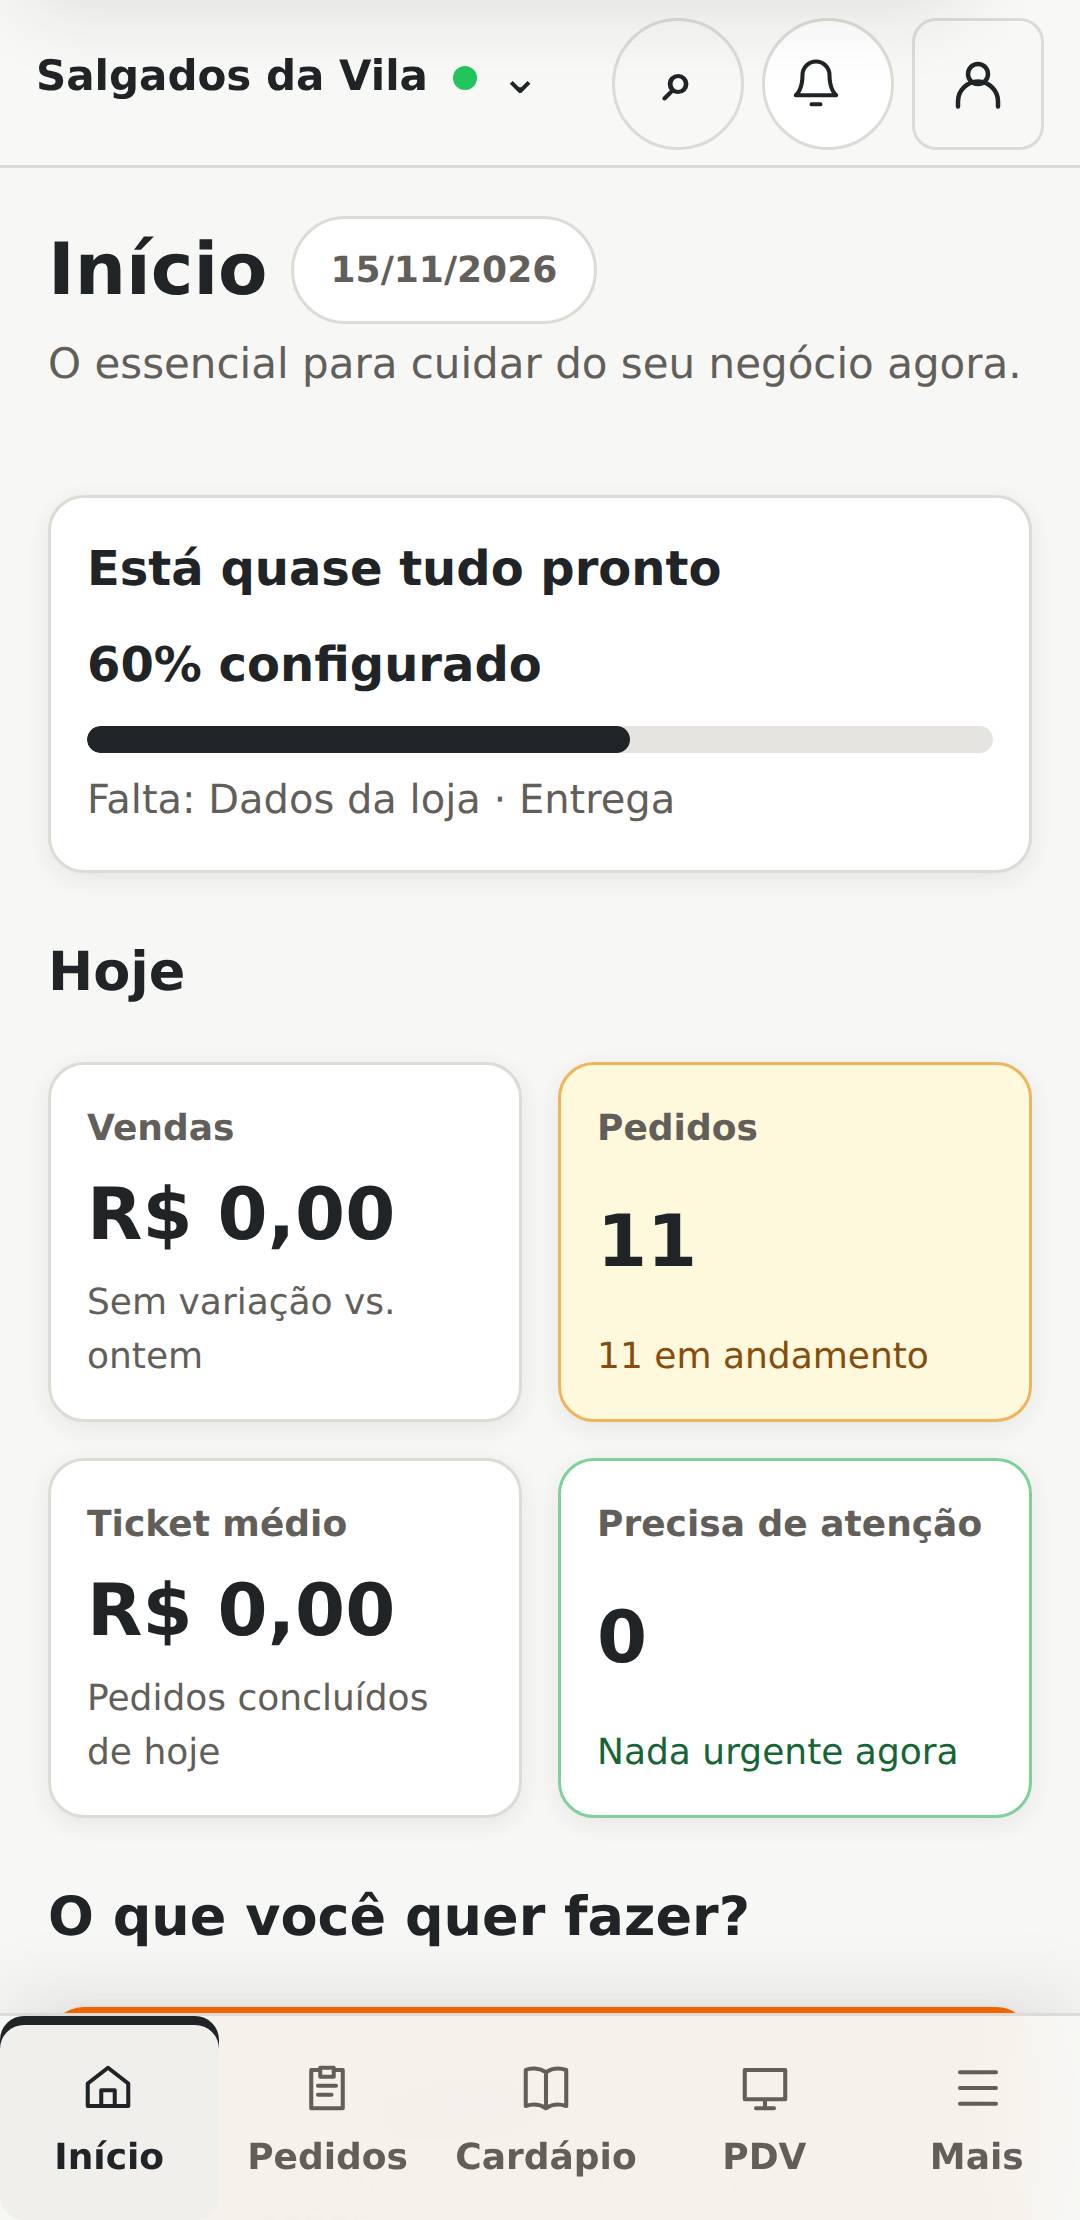 Salgados da Vila
Início
15/11/2026
O essencial para cuidar do seu negócio agora.
Está quase tudo pronto
60% configurado
Falta: Dados da loja · Entrega
Hoje
Vendas
R$ 0,00
Sem variação vs.
ontem
Pedidos
11
11 em andamento
Ticket médio
R$ 0,00
Pedidos concluídos
de hoje
Precisa de atenção
0
Nada urgente agora
O que você quer fazer?
Início
Pedidos
Cardápio
PDV
Mais